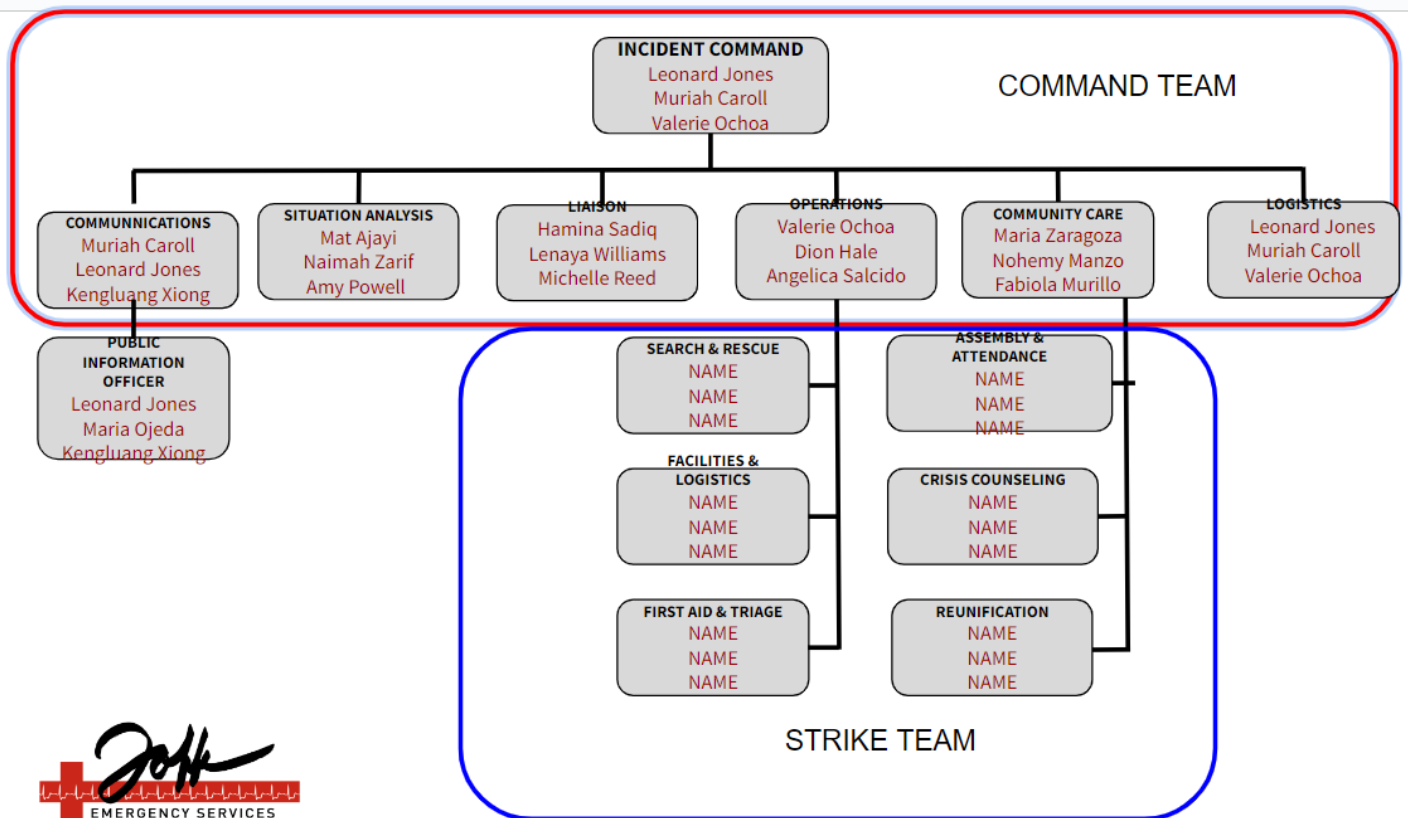 INCIDENT COMMAND
Leonard Jones
Muriah Caroll
Valerie Ochoa
COMMAND TEAM
COMMUNNICATIONS
Muriah Caroll
Leonard Jones
Kengluang Xiong
SITUATION ANALYSIS
Mat Ajayi
Naimah Zarif
Amy Powell
LIAISON
Hamina Sadiq
Lenaya Williams
Michelle Reed
OPERATIONS
Valerie Ochoa
Dion Hale
Angelica Salcido
COMMUNITY CARE
Maria Zaragoza
Nohemy Manzo
Fabiola Murillo
LOGISTICS
Leonard Jones
Muriah Caroll
Valerie Ochoa
PUBLIC
INFORMATION
OFFICER
Leonard Jones
Maria Ojeda
Kengluang Xiong
SEARCH & RESCUE
NAME
NAME
NAME
ASSEMBLY &
ATTENDANCE
NAME
NAME
NAME
FACILITIES &
LOGISTICS
NAME
NAME
NAME
CRISIS COUNSELING
NAME
NAME
NAME
FIRST AID & TRIAGE
NAME
NAME
NAME
REUNIFICATION
NAME
NAME
NAME
STRIKE TEAM
Joffe
EMERGENCY SERVICES